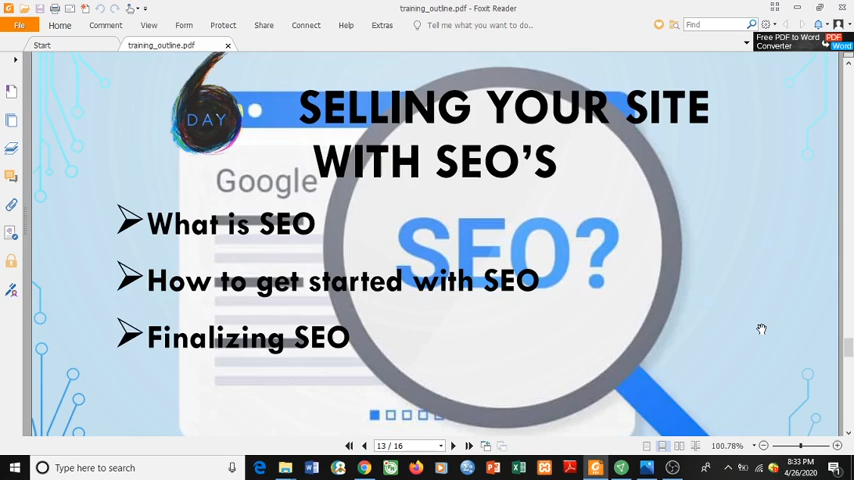 training_outline.pdf - Foxit Reader
File
Home
Comment
View
Form
Protect
Share
Connect
Help
Extras
Tell me what you want to do...
Find
Start
training_outline.pdf
Free PDF to Word
Converter
PDF
Word
DAY
SELLING YOUR SITE
WITH SEO'S
Google
SEO?
What is SEO
How to get started with SEO
Finalizing SEO
13 / 16
100.78%
Type here to search
8:33 PM
4/26/2020